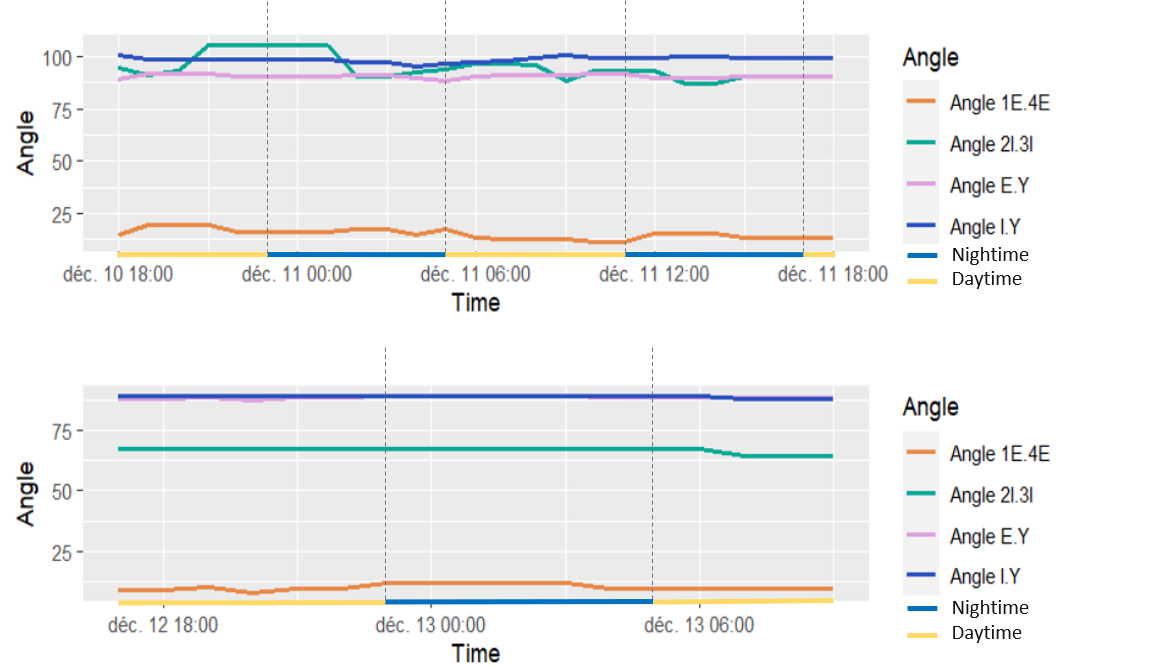 Angle
100
75
50
25
déc. 10 18:00 déc. 11 00:00 déc. 11 06:00 déc. 11 12:00 déc. 11 18:00
Time
Angle
Angle 1E.4E
Angle 2I.3I
Angle E.Y
Angle I.Y
Nightime
Daytime
Angle
75
50
25
déc. 12 18:00 déc. 13 00:00 déc. 13 06:00
Time
Angle
Angle 1E.4E
Angle 2I.3I
Angle E.Y
Angle I.Y
Nightime
Daytime